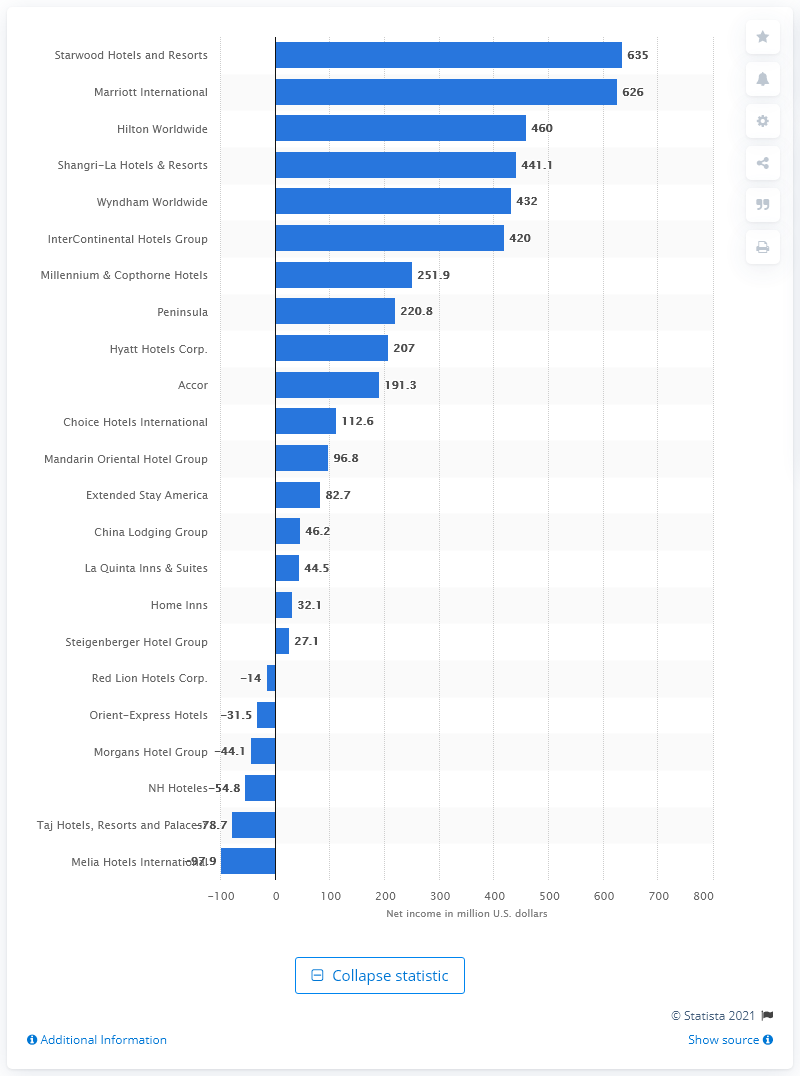 Starwood Hotels and Resorts 635
Marriott International 626
Hilton Worldwide 460
Shangri-La Hotels & Resorts 441.1
Wyndham Worldwide 432
InterContinental Hotels Group 420
Millennium & Copthorne Hotels 251.9
Peninsula 220.8
Hyatt Hotels Corp. 207
Accor 191.3
Choice Hotels International 112.6
Mandarin Oriental Hotel Group 96.8
Extended Stay America 82.7
China Lodging Group 46.2
La Quinta Inns & Suites 44.5
Home Inns 32.1
Steigenberger Hotel Group 27.1
Red Lion Hotels Corp. −14
Orient-Express Hotels −31.5
Morgans Hotel Group −44.1
NH Hoteles −54.8
Taj Hotels, Resorts and Palaces −78.7
Melia Hotels International −97.9
−100 0 100 200 300 400 500 600 700 800
Net income in million U.S. dollars
Collapse statistic
© Statista 2021
Additional Information Show source